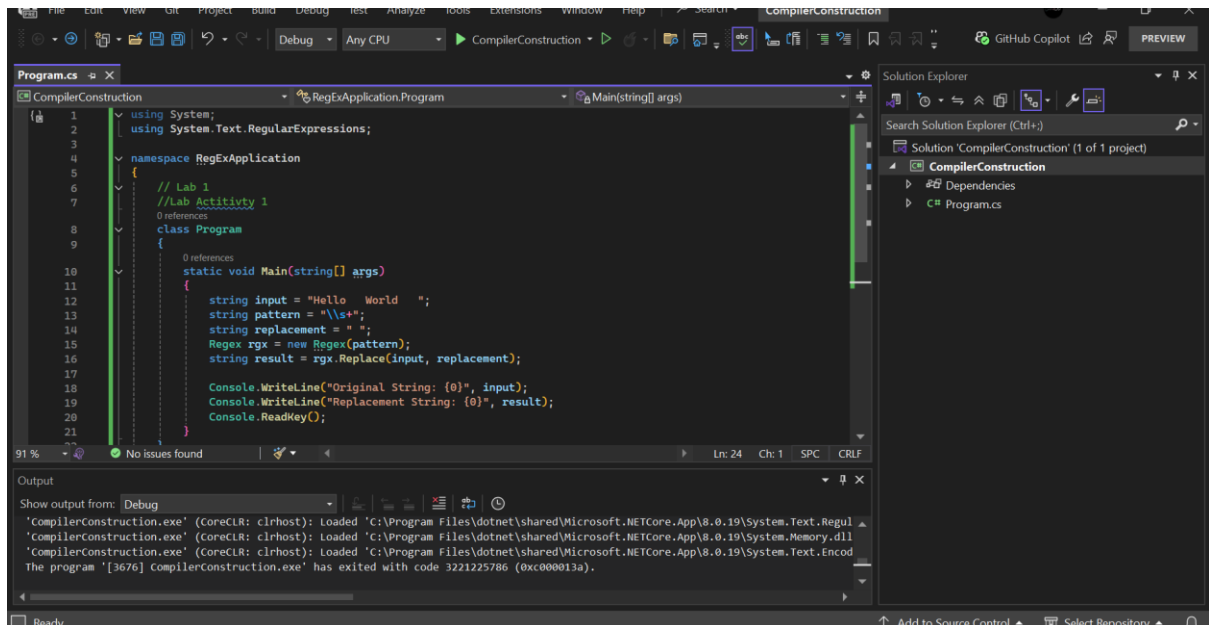 File Edit View Git Project Build Debug Test Analyze Tools Extensions Window Help Search CompilerConstruction
Debug Any CPU CompilerConstruction GitHub Copilot PREVIEW
Program.cs
CompilerConstruction RegExApplication.Program Main(string[] args)
1 using System;
2 using System.Text.RegularExpressions;
3
4 namespace RegExApplication
5 {
6 // Lab 1
7 //Lab Actitivty 1
0 references
8 class Program
9 {
0 references
10 static void Main(string[] args)
11 {
12 string input = "Hello   World   ";
13 string pattern = "\\s+";
14 string replacement = " ";
15 Regex rgx = new Regex(pattern);
16 string result = rgx.Replace(input, replacement);
17
18 Console.WriteLine("Original String: {0}", input);
19 Console.WriteLine("Replacement String: {0}", result);
20 Console.ReadKey();
21 }
22 }
91 % No issues found Ln: 24 Ch: 1 SPC CRLF
Output
Show output from: Debug
'CompilerConstruction.exe' (CoreCLR: clrhost): Loaded 'C:\Program Files\dotnet\shared\Microsoft.NETCore.App\8.0.19\System.Text.Regul
'CompilerConstruction.exe' (CoreCLR: clrhost): Loaded 'C:\Program Files\dotnet\shared\Microsoft.NETCore.App\8.0.19\System.Memory.dll
'CompilerConstruction.exe' (CoreCLR: clrhost): Loaded 'C:\Program Files\dotnet\shared\Microsoft.NETCore.App\8.0.19\System.Text.Encod
The program '[3676] CompilerConstruction.exe' has exited with code 3221225786 (0xc000013a).
Solution Explorer
Search Solution Explorer (Ctrl+;)
Solution 'CompilerConstruction' (1 of 1 project)
CompilerConstruction
Dependencies
C# Program.cs
Ready Add to Source Control Select Repository